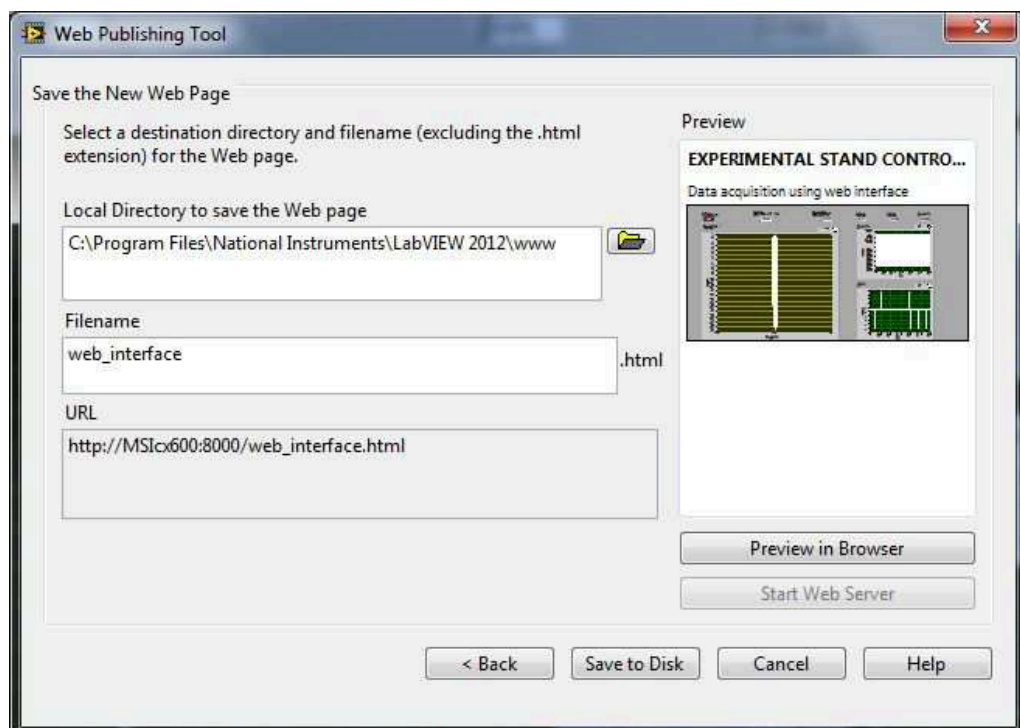 Web Publishing Tool
Save the New Web Page
Select a destination directory and filename (excluding the .html
extension) for the Web page.
Local Directory to save the Web page
C:\Program Files\National Instruments\LabVIEW 2012\www
Filename
web_interface
.html
URL
http://MSIcx600:8000/web_interface.html
Preview
EXPERIMENTAL STAND CONTRO...
Data acquisition using web interface
Preview in Browser
Start Web Server
< Back
Save to Disk
Cancel
Help